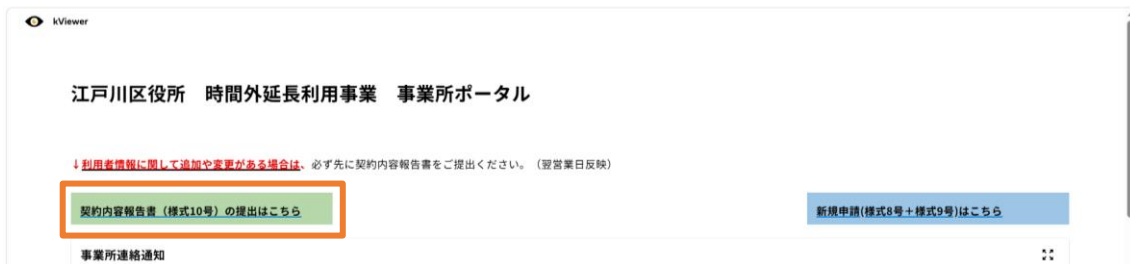 kViewer
江戸川区役所　時間外延長利用事業　事業所ポータル
↓利用者情報に関して追加や変更がある場合は、必ず先に契約内容報告書をご提出ください。（翌営業日反映）
契約内容報告書（様式10号）の提出はこちら
新規申請(様式8号＋様式9号)はこちら
事業所連絡通知